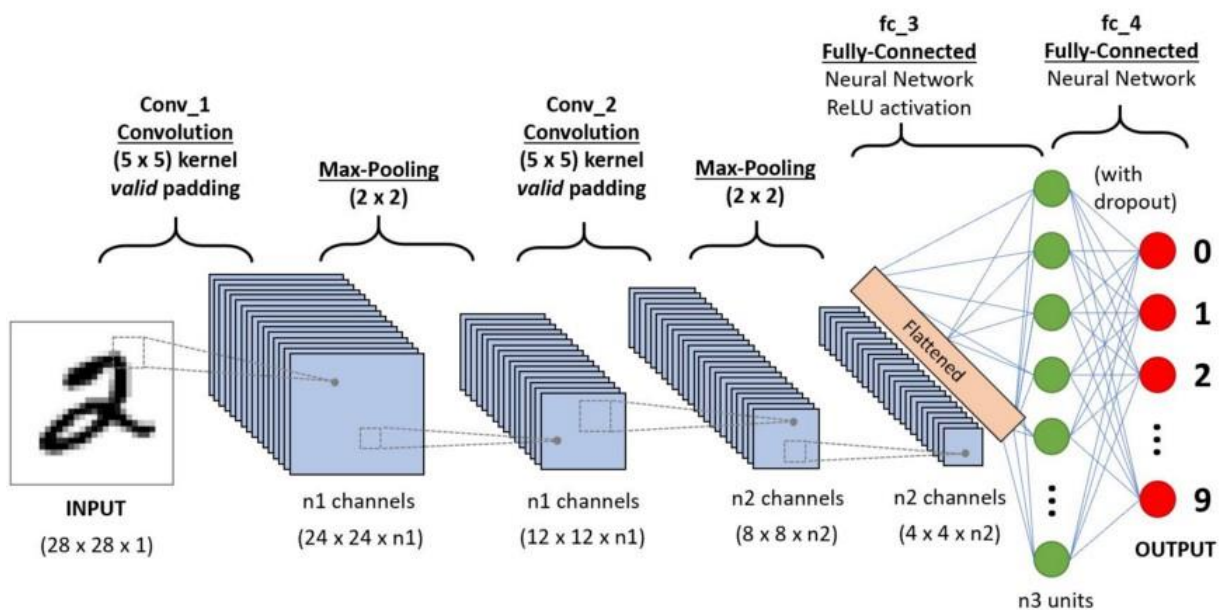 Conv_1
Convolution
(5 x 5) kernel
valid padding
Max-Pooling
(2 x 2)
Conv_2
Convolution
(5 x 5) kernel
valid padding
Max-Pooling
(2 x 2)
fc_3
Fully-Connected
Neural Network
ReLU activation
fc_4
Fully-Connected
Neural Network
(with
dropout)
Flattened
0
1
2
9
OUTPUT
INPUT
(28 x 28 x 1)
n1 channels
(24 x 24 x n1)
n1 channels
(12 x 12 x n1)
n2 channels
(8 x 8 x n2)
n2 channels
(4 x 4 x n2)
n3 units
2